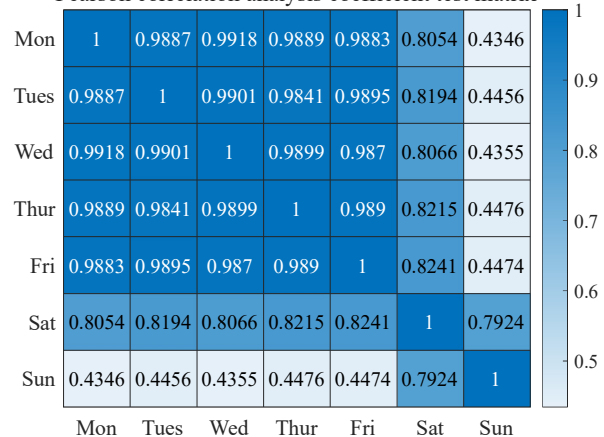 Pearson correlation analysis coefficient test matrix
Mon 1 0.9887 0.9918 0.9889 0.9883 0.8054 0.4346
Tues 0.9887 1 0.9901 0.9841 0.9895 0.8194 0.4456
Wed 0.9918 0.9901 1 0.9899 0.987 0.8066 0.4355
Thur 0.9889 0.9841 0.9899 1 0.989 0.8215 0.4476
Fri 0.9883 0.9895 0.987 0.989 1 0.8241 0.4474
Sat 0.8054 0.8194 0.8066 0.8215 0.8241 1 0.7924
Sun 0.4346 0.4456 0.4355 0.4476 0.4474 0.7924 1
Mon Tues Wed Thur Fri Sat Sun
1
0.9
0.8
0.7
0.6
0.5